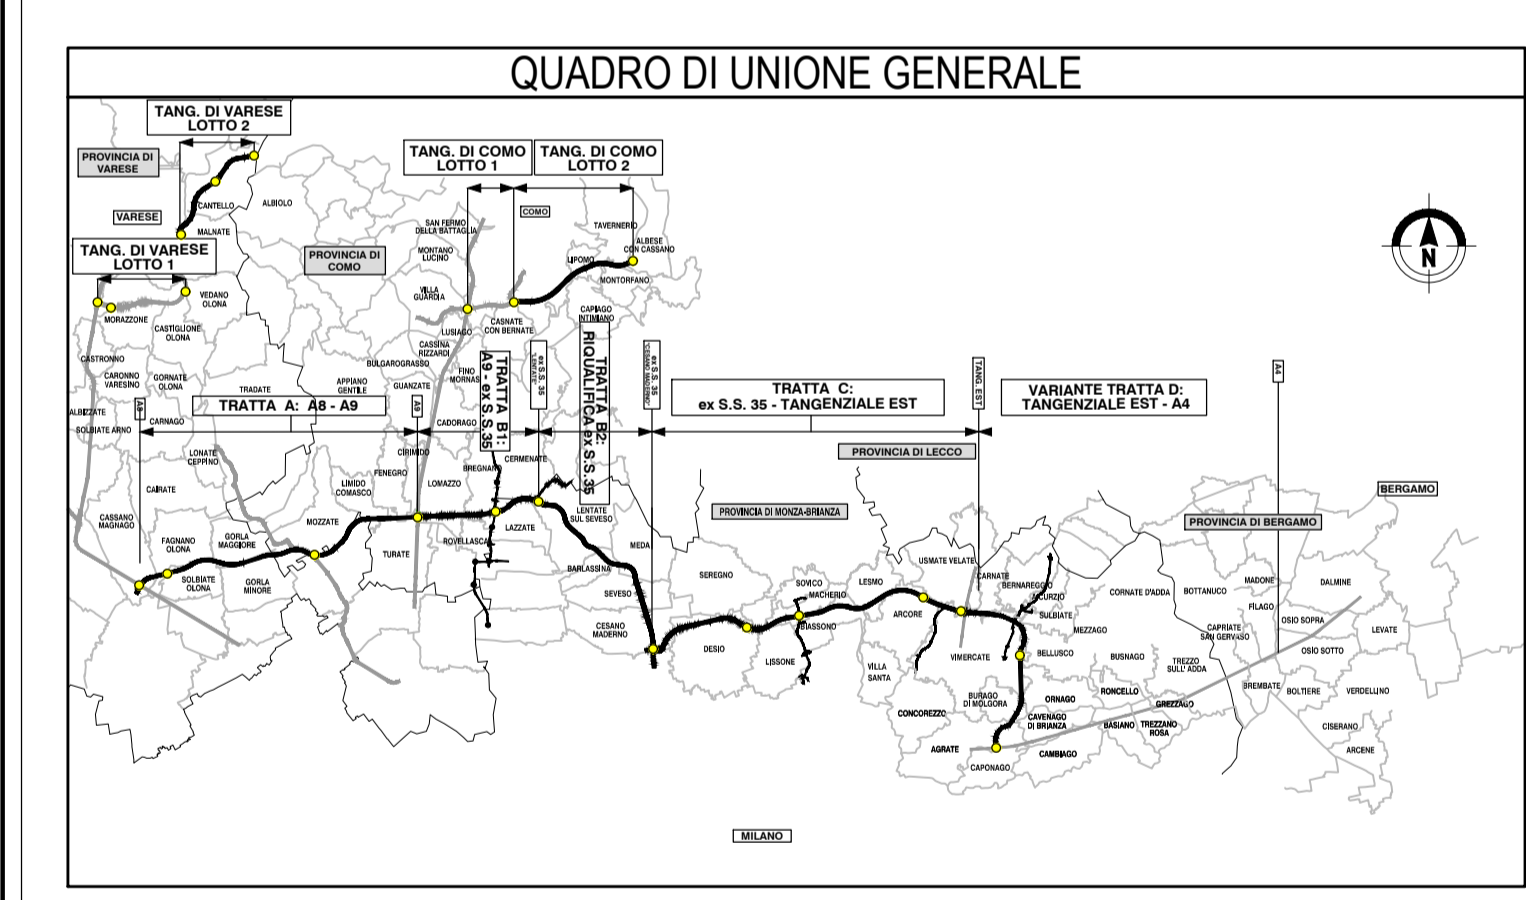 QUADRO DI UNIONE GENERALE
TANG. DI VARESE
LOTTO 2
PROVINCIA DI
VARESE
CANTELLO
ALBIOLO
VARESE
MALNATE
TANG. DI VARESE
LOTTO 1
PROVINCIA DI
COMO
TANG. DI COMO
LOTTO 1
TANG. DI COMO
LOTTO 2
COMO
SAN FERMO
DELLA BATTAGLIA
TAVERNERIO
ALBESE
CON CASSANO
MONTANO
LUCINO
LIPOMO
MONTORFANO
VILLA
GUARDIA
VEDANO
OLONA
MORAZZONE
CASTIGLIONE
OLONA
LUSIAGO
CASNATE
CON BERNATE
CAPIAGO
INTIMIANO
CASSINA
RIZZARDI
BULGAROGRASSO
CASTRONNO
CARONNO
VARESINO
GORNATE
OLONA
TRADATE
APPIANO
GENTILE
GUANZATE
FINO
MORNAS
TRATTA B1:
A9 - ex S.S.35
ex S.S. 35
"LENTATE"
TRATTA B2:
RIQUALIFICA ex S.S.35
ex S.S. 35
"CESANO MADERNO"
TRATTA C:
ex S.S. 35 - TANGENZIALE EST
TANG. EST
VARIANTE TRATTA D:
TANGENZIALE EST - A4
A4
A8
TRATTA A: A8 - A9
A9
ALBIZZATE
SOLBIATE ARNO
CARNAGO
CADORAGO
LONATE
CEPPINO
CIRIMIDO
FENEGRO
BREGNANO
CERMENATE
LIMIDO
COMASCO
LOMAZZO
CAIRATE
CASSANO
MAGNAGO
MOZZATE
LAZZATE
LENTATE
SUL SEVESO
FAGNANO
OLONA
GORLA
MAGGIORE
ROVELLASCA
TURATE
MEDA
SOLBIATE
OLONA
GORLA
MINORE
BARLASSINA
SEVESO
CESANO
MADERNO
PROVINCIA DI LECCO
PROVINCIA DI MONZA-BRIANZA
PROVINCIA DI BERGAMO
BERGAMO
N
SEREGNO
SOVICO
MACHERIO
LESMO
USMATE VELATE
CARNATE
BERNAREGGIO
ARCORE
SULBIATE
MEZZAGO
CORNATE D'ADDA
BOTTANUCO
MADONE
DALMINE
FILAGO
OSIO SOPRA
CAPRIATE
SAN GERVASO
LEVATE
OSIO SOTTO
BIASSONO
DESIO
LISSONE
VILLA
SANTA
VIMERCATE
BELLUSCO
BUSNAGO
TREZZO
SULL' ADDA
BREMBATE
BOLTIERE
VERDELLINO
BURAGO
DI MOLGORA
ORNAGO
RONCELLO
GREZZAGO
CONCOREZZO
CAVENAGO
DI BRIANZA
BASIANO
TREZZANO
ROSA
CISERANO
ARCENE
AGRATE
CAMBIAGO
CAPONAGO
MILANO